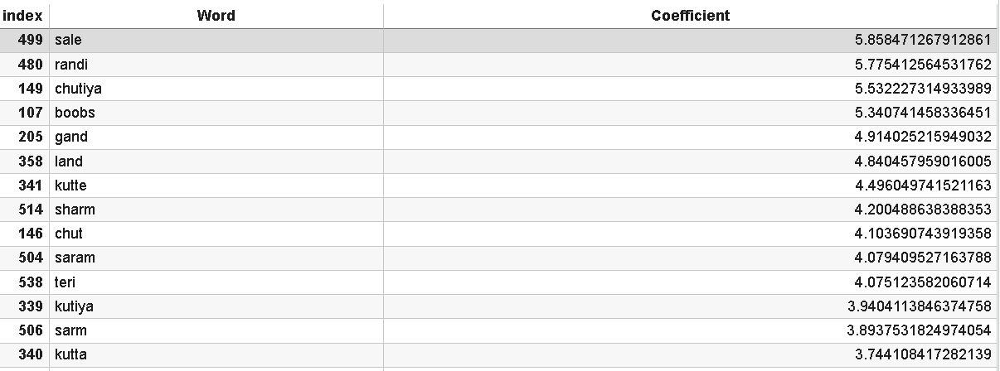 index Word Coefficient
499 sale 5.858471267912861
480 randi 5.775412564531762
149 chutiya 5.532227314933989
107 boobs 5.340741458336451
205 gand 4.914025215949032
358 land 4.840457959016005
341 kutte 4.496049741521163
514 sharm 4.200488638388353
146 chut 4.103690743919358
504 saram 4.079409527163788
538 teri 4.075123582060714
339 kutiya 3.9404113846374758
506 sarm 3.8937531824974054
340 kutta 3.744108417282139